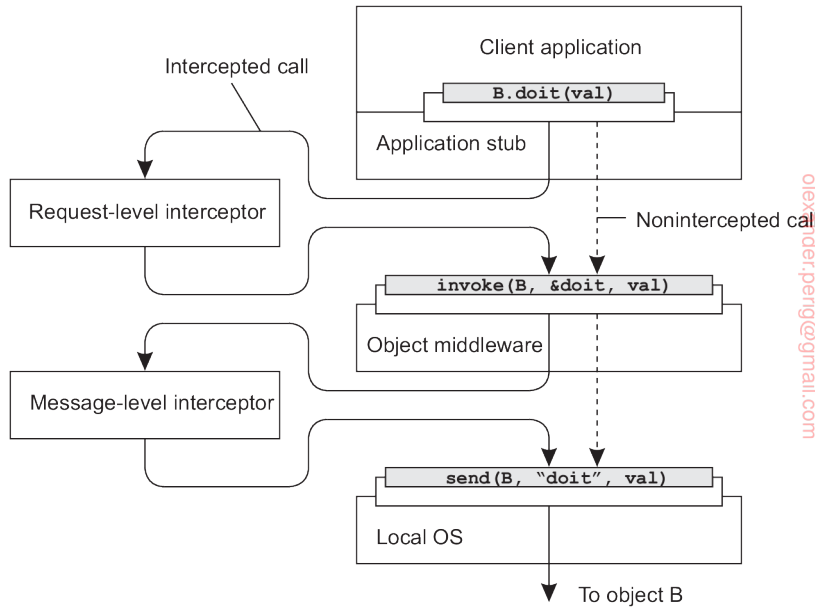 Client application
Intercepted call
B.doit(val)
Application stub
Request-level interceptor
Nonintercepted call
invoke(B, &doit, val)
Object middleware
Message-level interceptor
send(B, “doit”, val)
Local OS
To object B
olexander.perig@gmail.com